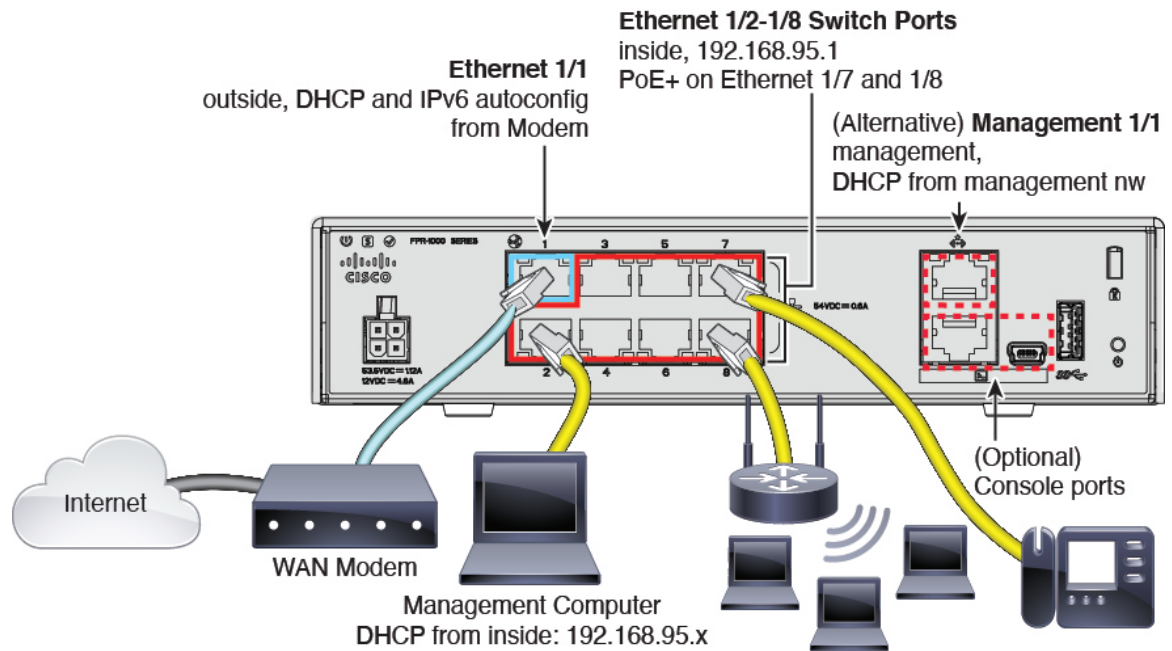 Ethernet 1/2-1/8 Switch Ports
inside, 192.168.95.1
PoE+ on Ethernet 1/7 and 1/8
Ethernet 1/1
outside, DHCP and IPv6 autoconfig
from Modem
(Alternative) Management 1/1
management,
DHCP from management nw
FPR-1000 SERIES
CISCO
1 3 5 7
54VDC⎓0.6A
53.5VDC⎓1.12A
12VDC⎓4.8A
2 4 6 8
(Optional)
Console ports
Internet
WAN Modem
Management Computer
DHCP from inside: 192.168.95.x